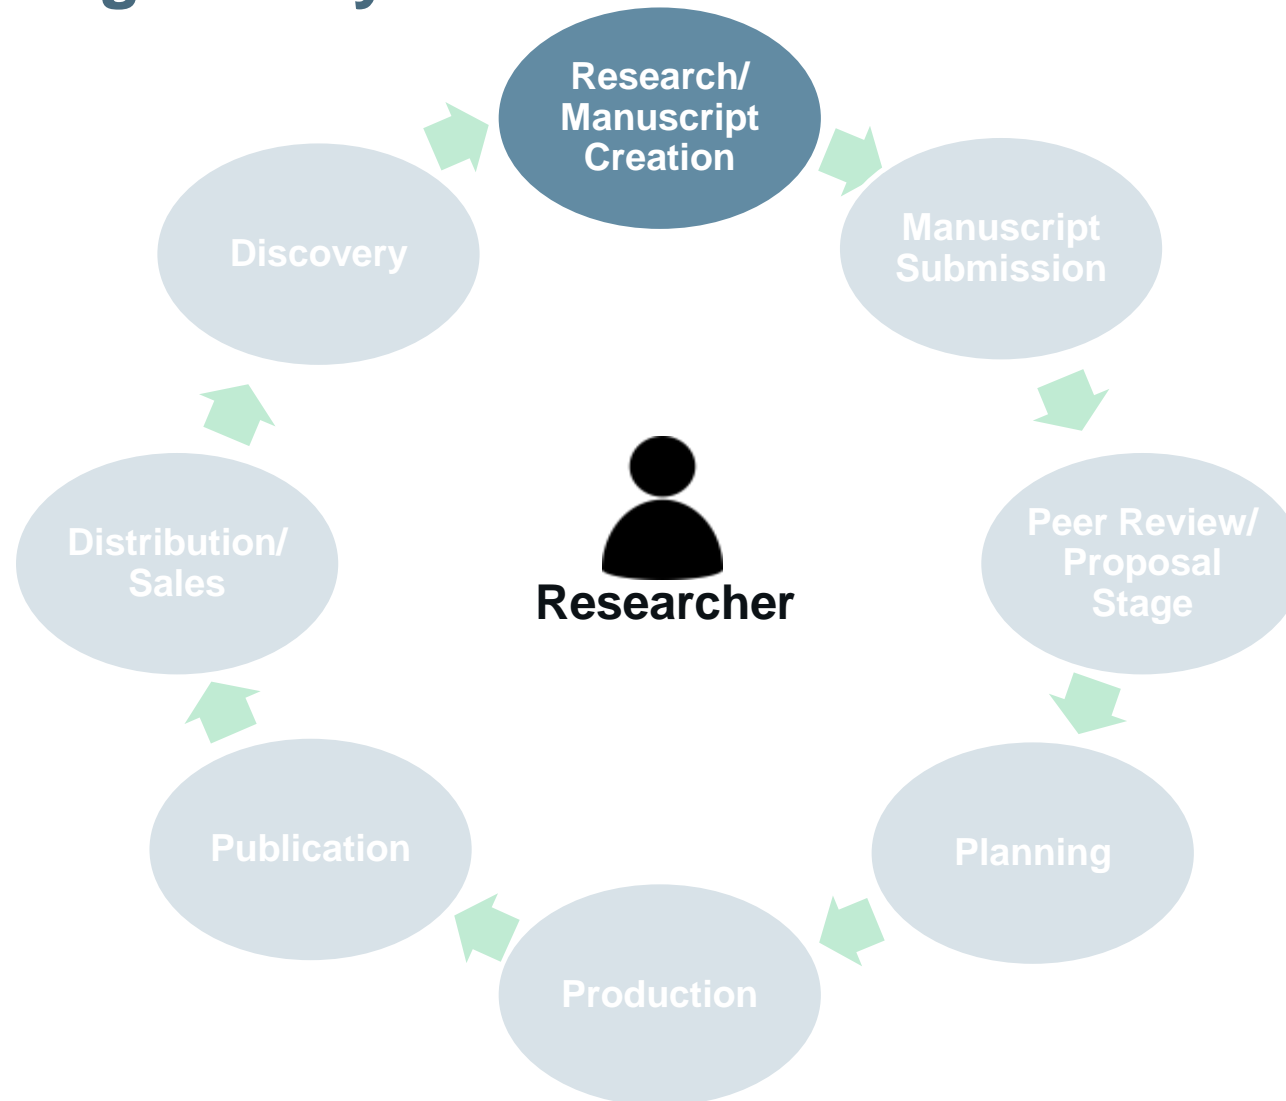 Research/
Manuscript
Creation
Manuscript
Submission
Peer Review/
Proposal
Stage
Planning
Production
Publication
Distribution/
Sales
Discovery
Researcher